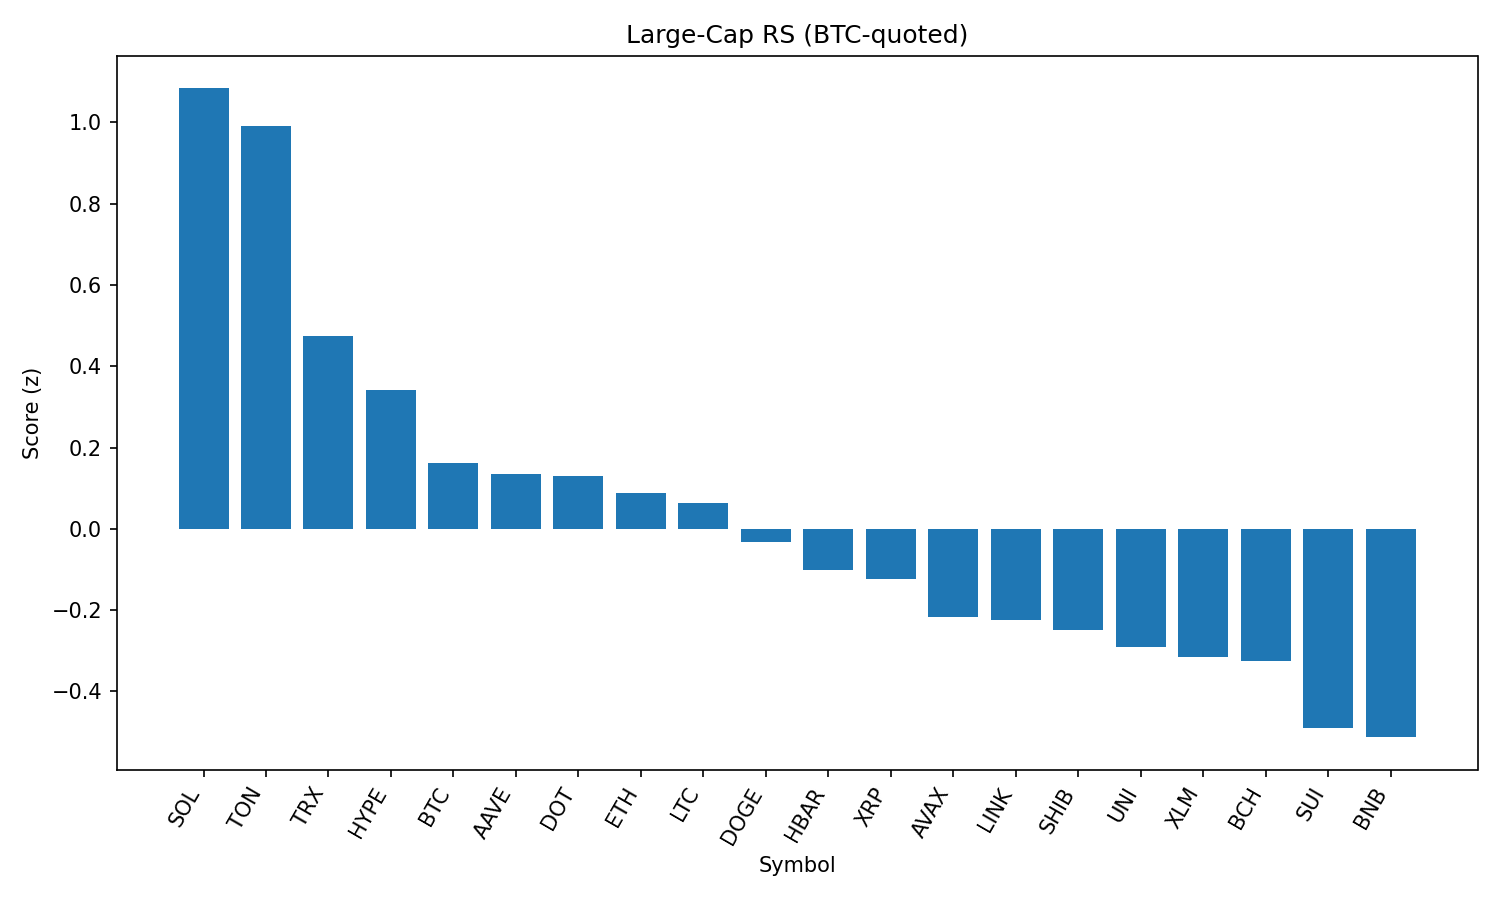 Large-Cap RS (BTC-quoted)
Score (z)
1.0
0.8
0.6
0.4
0.2
0.0
−0.2
−0.4
SOL
TON
TRX
HYPE
BTC
AAVE
DOT
ETH
LTC
DOGE
HBAR
XRP
AVAX
LINK
SHIB
UNI
XLM
BCH
SUI
BNB
Symbol